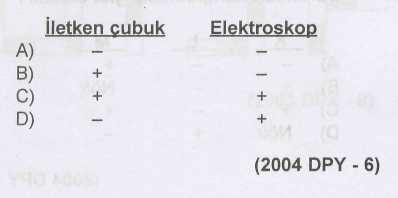 İletken çubuk Elektroskop
A) – –
B) + –
C) + +
D) – +
(2004 DPY - 6)